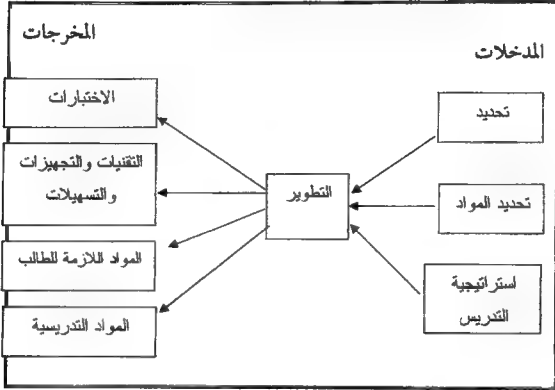 المدخلات
تحديد
تحديد المواد
استراتيجية
التدريس
التطوير
المخرجات
الاختبارات
التقنيات والتجهيزات
والتسهيلات
المواد اللازمة للطالب
المواد التدريسية